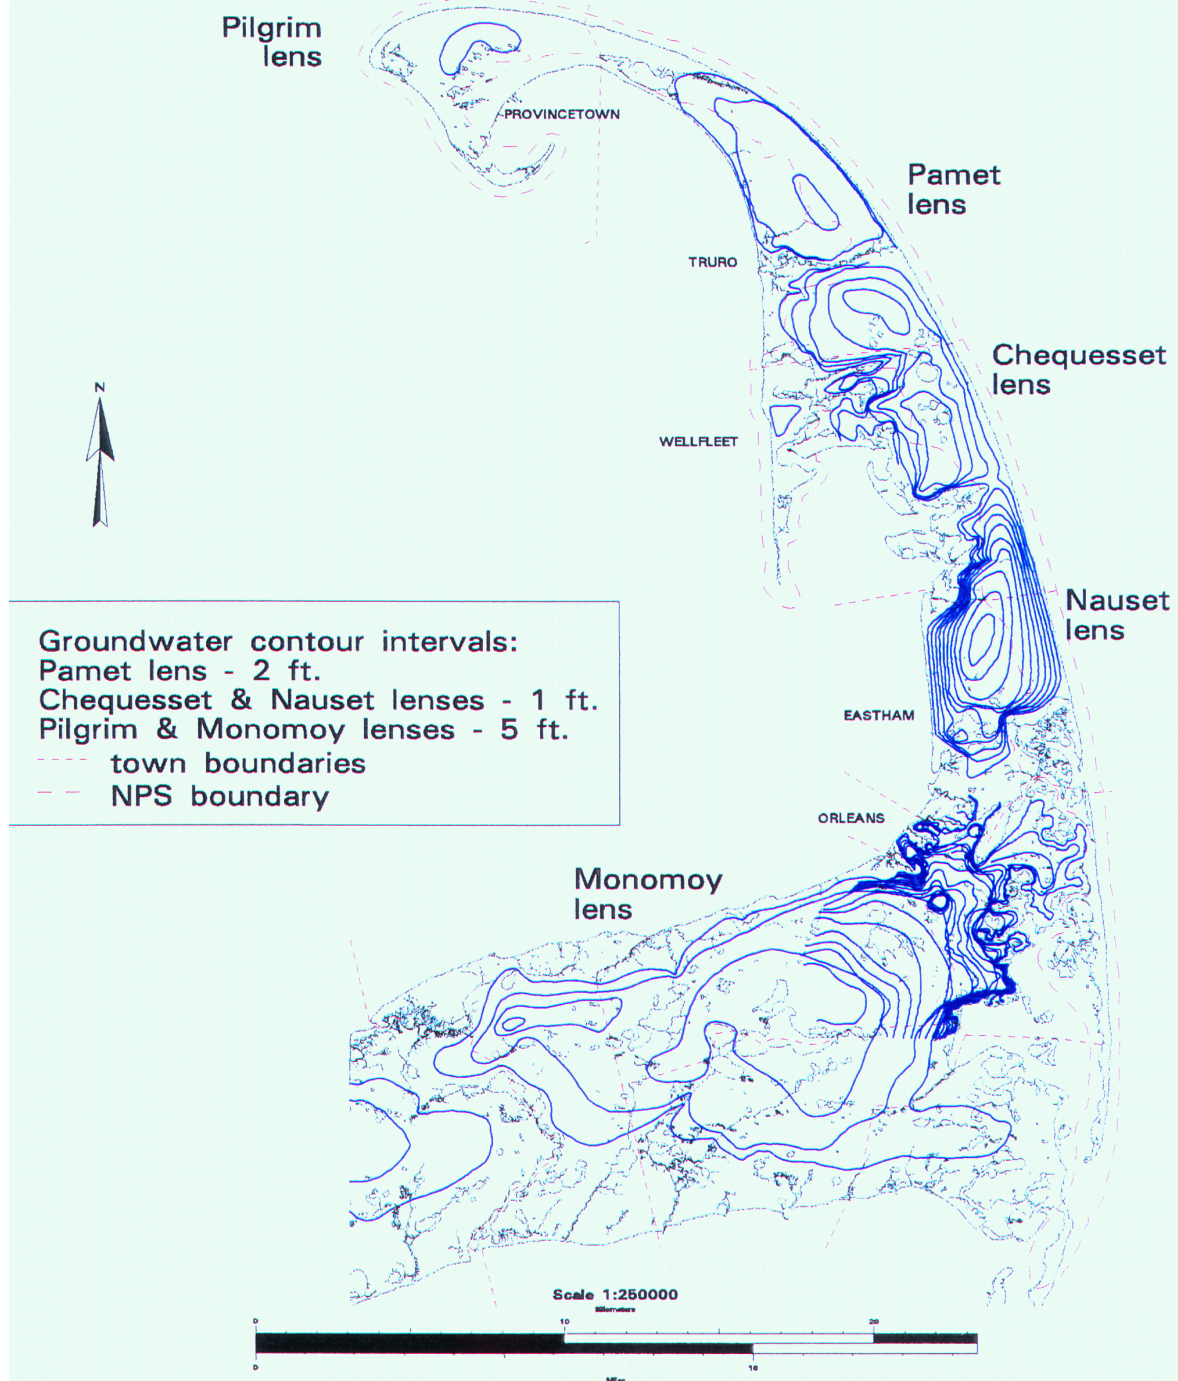 Pilgrim
lens
PROVINCETOWN
Pamet
lens
TRURO
Chequesset
lens
N
WELLFLEET
Nauset
lens
Groundwater contour intervals:
Pamet lens - 2 ft.
Chequesset & Nauset lenses - 1 ft.
Pilgrim & Monomoy lenses - 5 ft.
town boundaries
NPS boundary
EASTHAM
ORLEANS
Monomoy
lens
Scale 1:250000
Kilometers
0 10 20
0 10
Miles